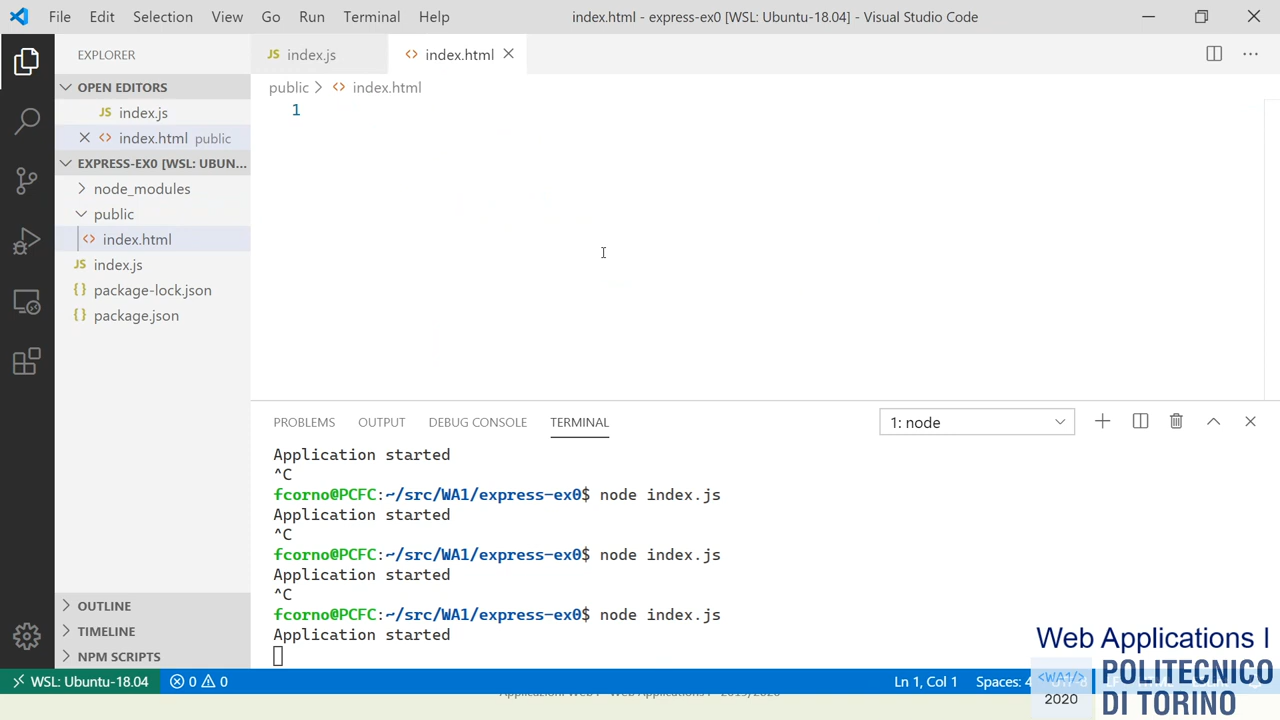 File Edit Selection View Go Run Terminal Help
index.html - express-ex0 [WSL: Ubuntu-18.04] - Visual Studio Code
EXPLORER
OPEN EDITORS
JS index.js
<> index.html public
EXPRESS-EX0 [WSL: UBUN...
node_modules
public
<> index.html
JS index.js
{} package-lock.json
{} package.json
OUTLINE
TIMELINE
NPM SCRIPTS
JS index.js
<> index.html
public > <> index.html
1
PROBLEMS OUTPUT DEBUG CONSOLE TERMINAL
1: node
Application started
^C
fcorno@PCFC:~/src/WA1/express-ex0$ node index.js
Application started
^C
fcorno@PCFC:~/src/WA1/express-ex0$ node index.js
Application started
^C
fcorno@PCFC:~/src/WA1/express-ex0$ node index.js
Application started
WSL: Ubuntu-18.04 0 0
Ln 1, Col 1 Spaces: 4
Web Applications I
<WA1/>
2020
POLITECNICO
DI TORINO